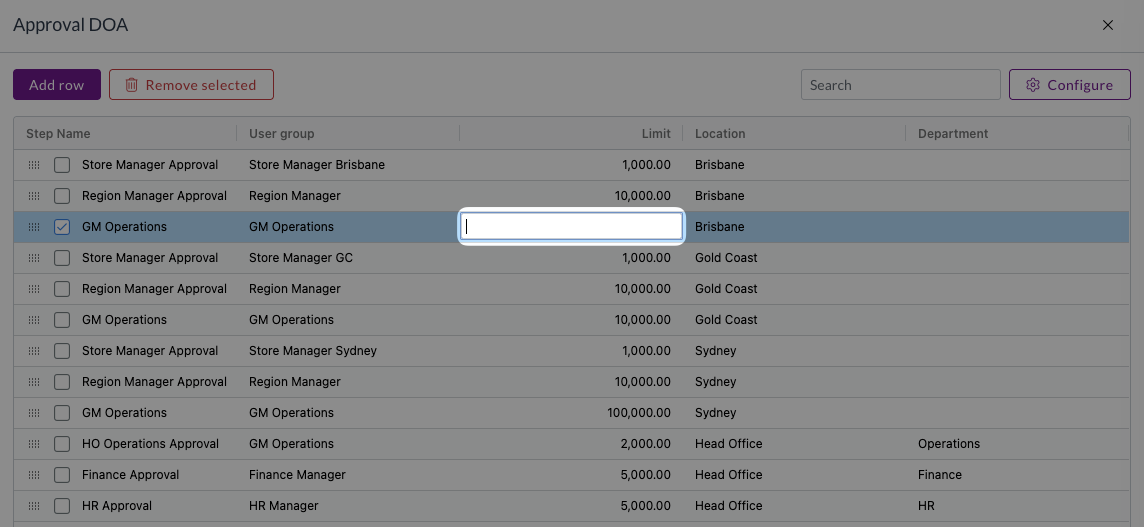 Approval DOA
Add row Remove selected Search Configure
Step Name User group Limit Location Department
Store Manager Approval Store Manager Brisbane 1,000.00 Brisbane
Region Manager Approval Region Manager 10,000.00 Brisbane
GM Operations GM Operations Brisbane
Store Manager Approval Store Manager GC 1,000.00 Gold Coast
Region Manager Approval Region Manager 10,000.00 Gold Coast
GM Operations GM Operations 10,000.00 Gold Coast
Store Manager Approval Store Manager Sydney 1,000.00 Sydney
Region Manager Approval Region Manager 10,000.00 Sydney
GM Operations GM Operations 100,000.00 Sydney
HO Operations Approval GM Operations 2,000.00 Head Office Operations
Finance Approval Finance Manager 5,000.00 Head Office Finance
HR Approval HR Manager 5,000.00 Head Office HR